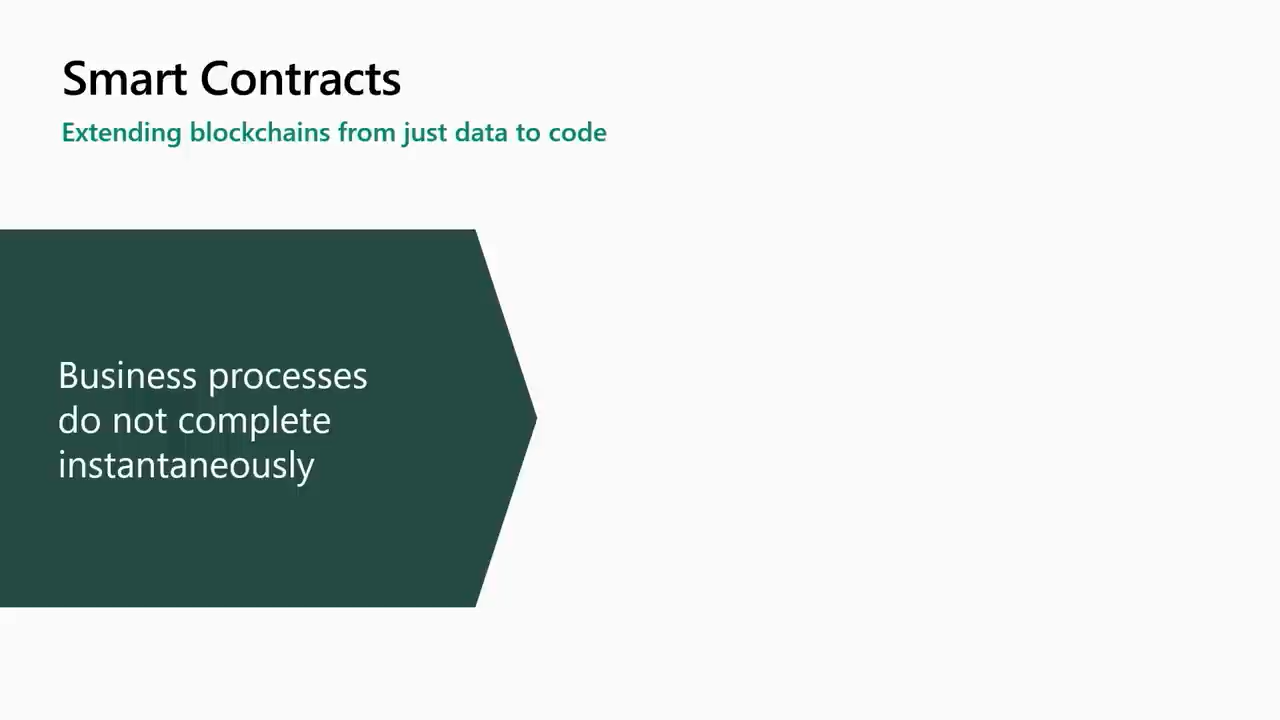 Smart Contracts
Extending blockchains from just data to code
Business processes
do not complete
instantaneously